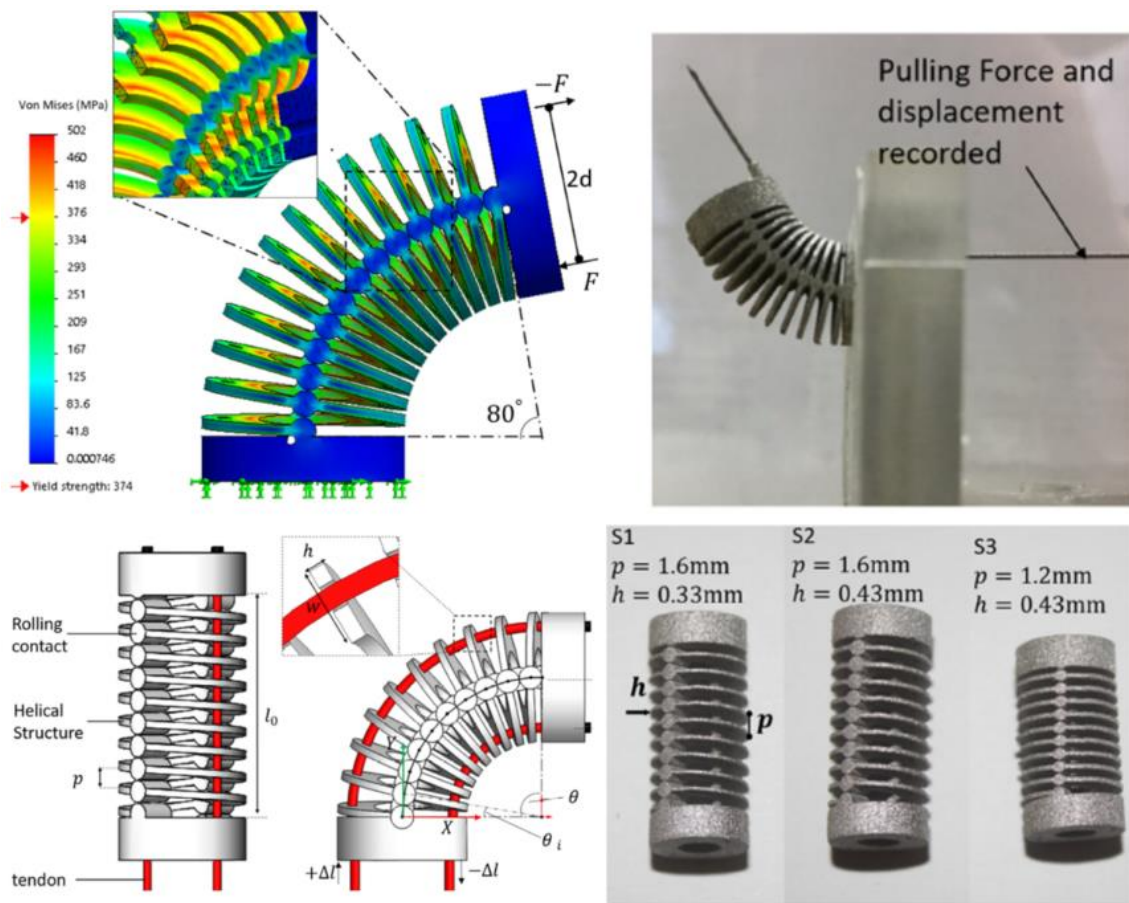 Von Mises (MPa)
502
460
418
376
334
293
251
209
167
125
83.6
41.8
0.000746
Yield strength: 374
−F
2d
F
80°
Pulling Force and
displacement
recorded
Rolling
contact
Helical
Structure
p
tendon
l₀
h
w
Y
X
θ
θ i
+Δl
−Δl
S1
p = 1.6mm
h = 0.33mm
h
p
S2
p = 1.6mm
h = 0.43mm
S3
p = 1.2mm
h = 0.43mm